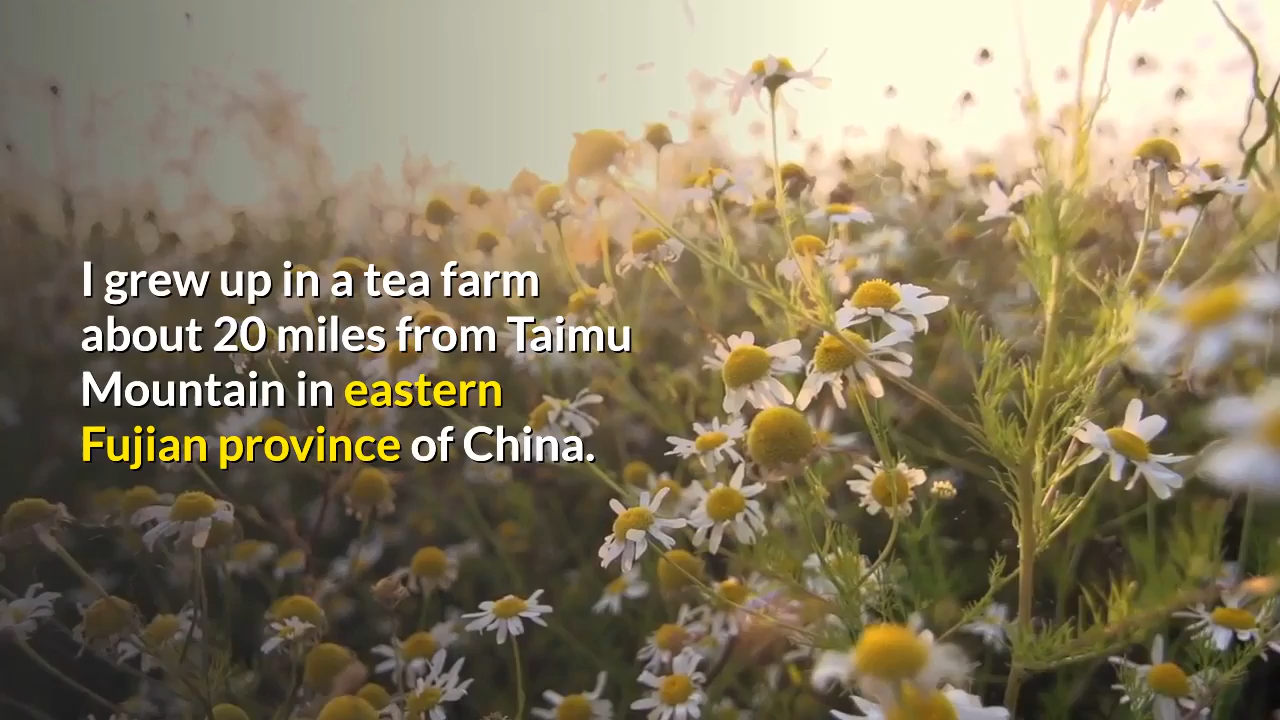 I grew up in a tea farm
about 20 miles from Taimu
Mountain in eastern
Fujian province of China.